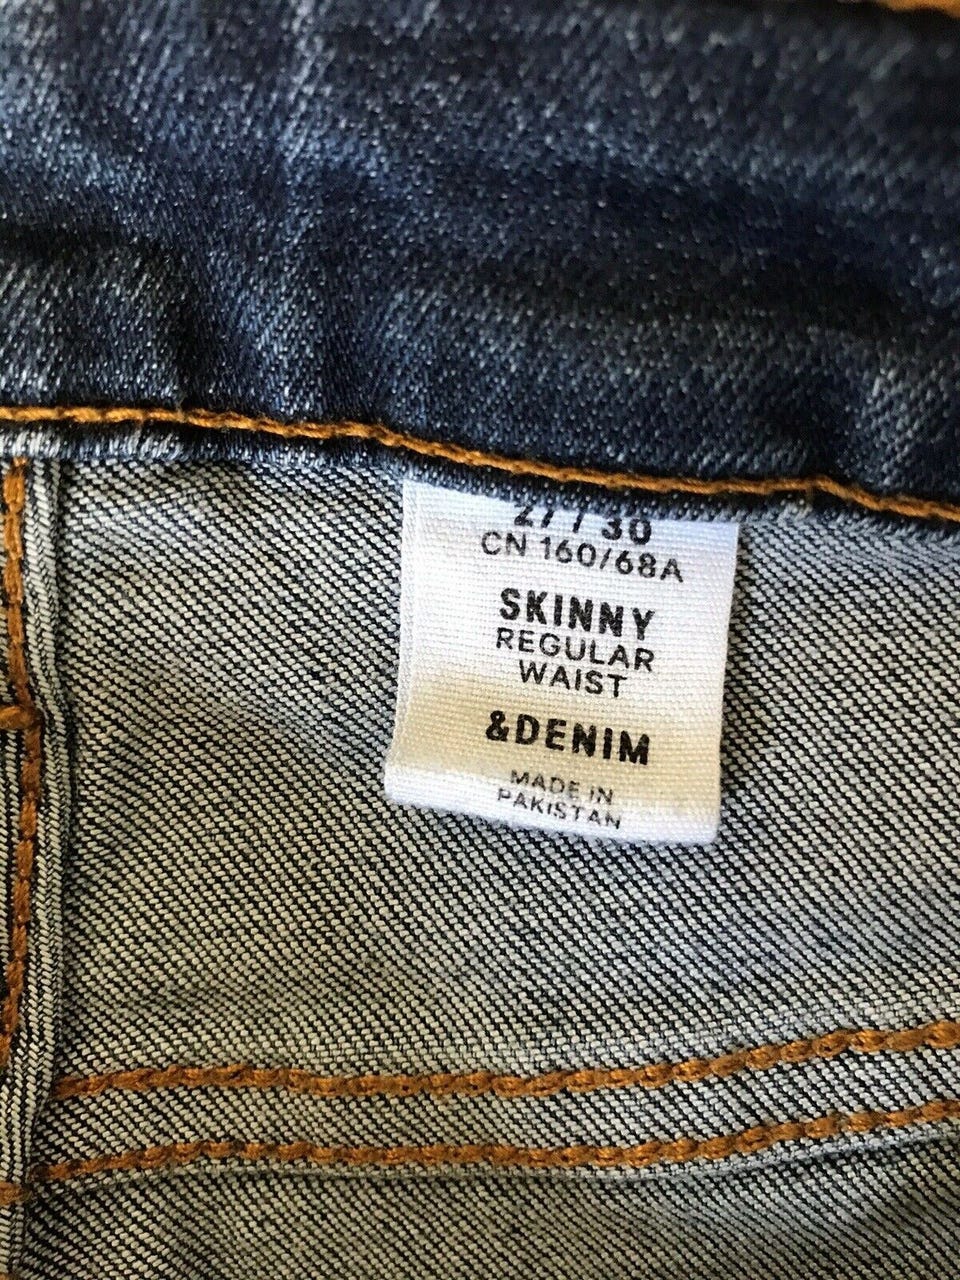 27 / 30
CN 160/68A
SKINNY
REGULAR
WAIST
&DENIM
MADE IN
PAKISTAN